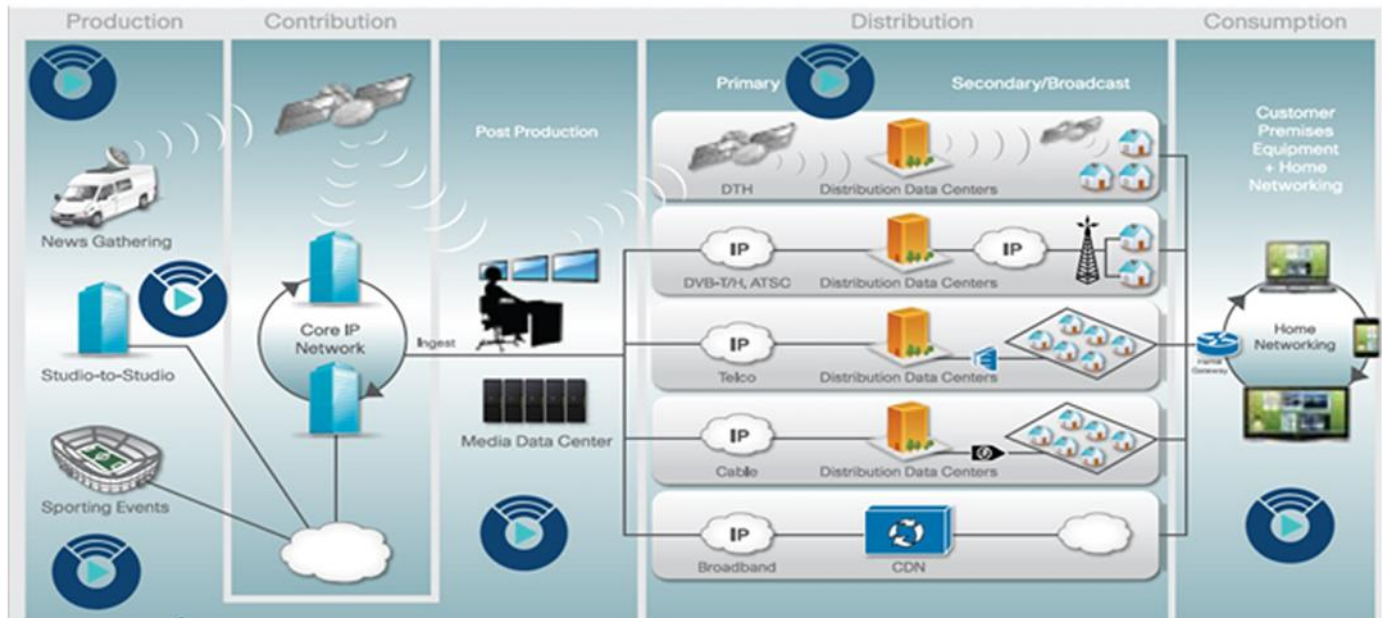 Production
Contribution
Distribution
Consumption
News Gathering
Studio-to-Studio
Sporting Events
Core IP
Network
Ingest
Post Production
Media Data Center
Primary
Secondary/Broadcast
DTH
Distribution Data Centers
IP
IP
DVB-T/H, ATSC
Distribution Data Centers
IP
Telco
Distribution Data Centers
IP
Cable
Distribution Data Centers
IP
Broadband
CDN
Customer
Premises
Equipment
+ Home
Networking
Home
Networking
Home
Gateway